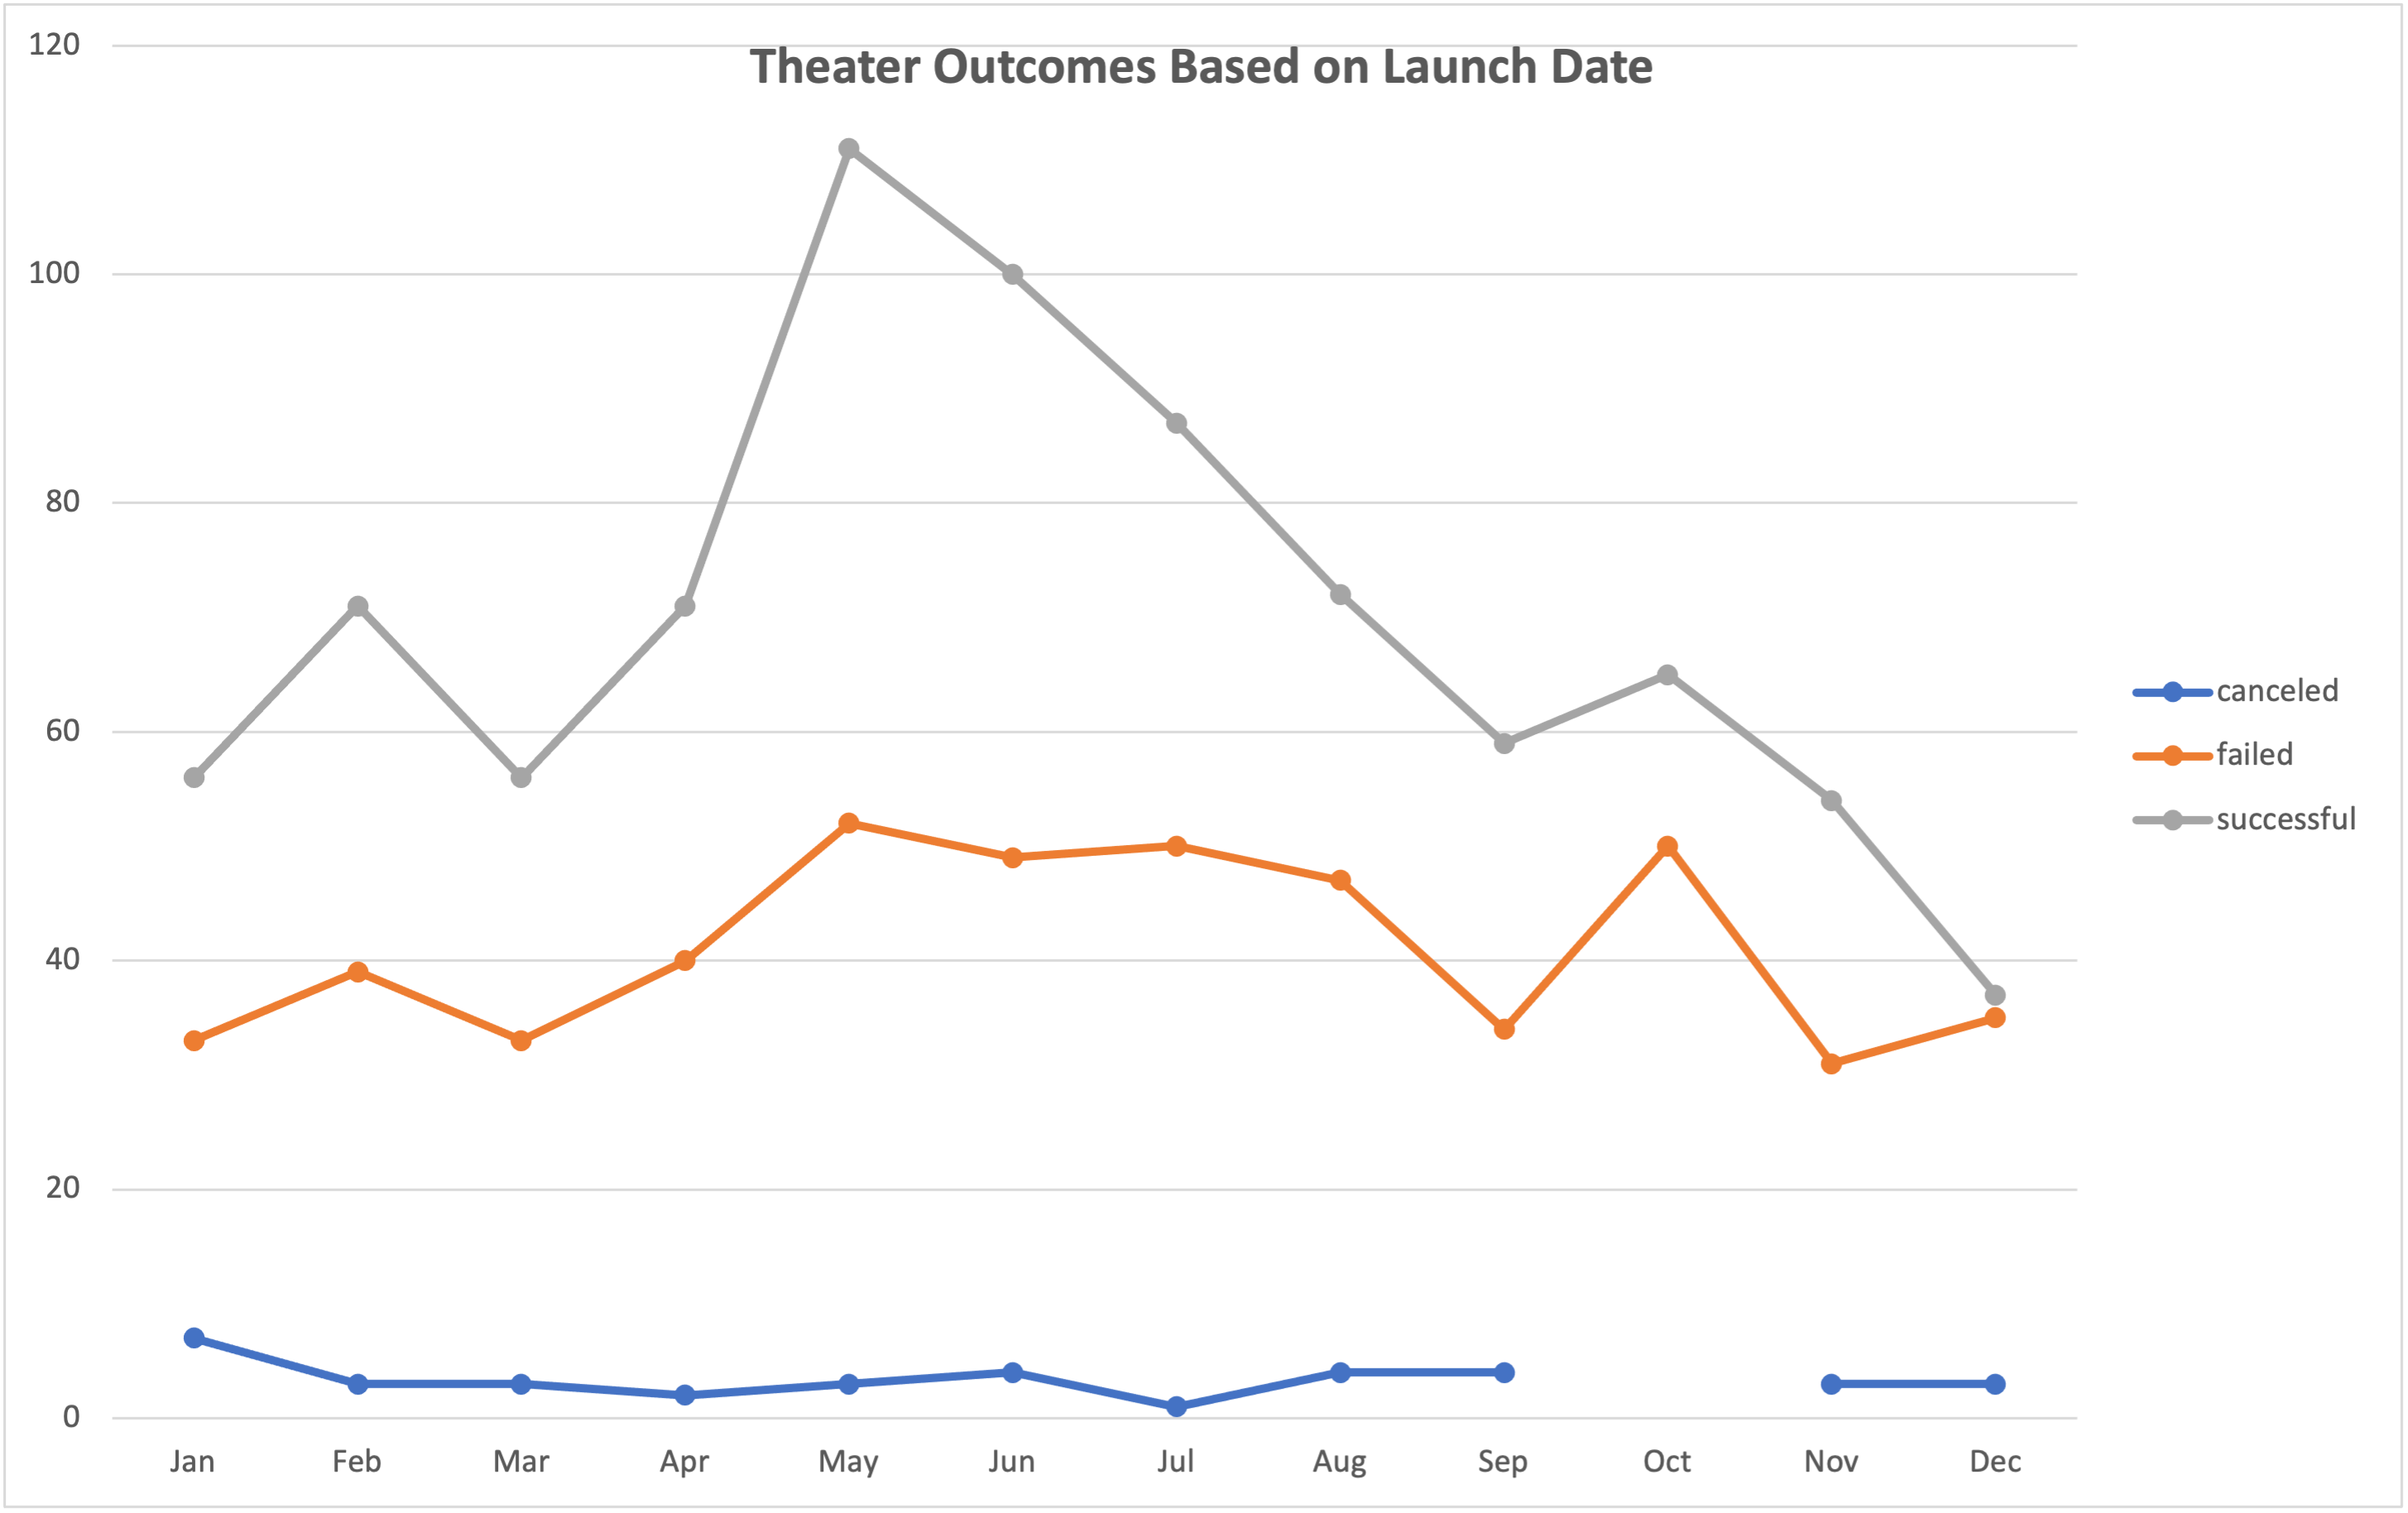 Theater Outcomes Based on Launch Date
120
100
80
60
40
20
0
Jan Feb Mar Apr May Jun Jul Aug Sep Oct Nov Dec
canceled
failed
successful